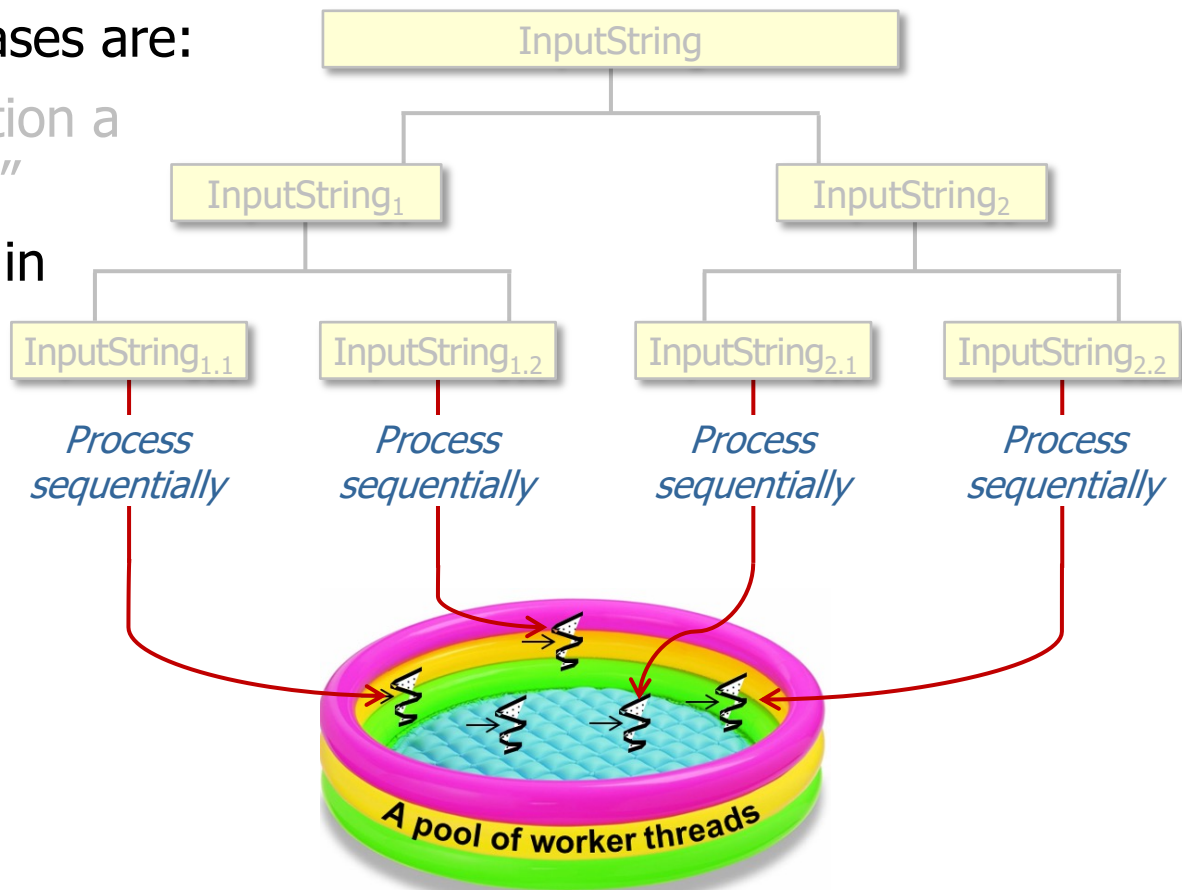 ases are:
InputString
tion a
”
InputString₁
InputString₂
in
InputString₁.₁
InputString₁.₂
InputString₂.₁
InputString₂.₂
Process
sequentially
Process
sequentially
Process
sequentially
Process
sequentially
A pool of worker threads